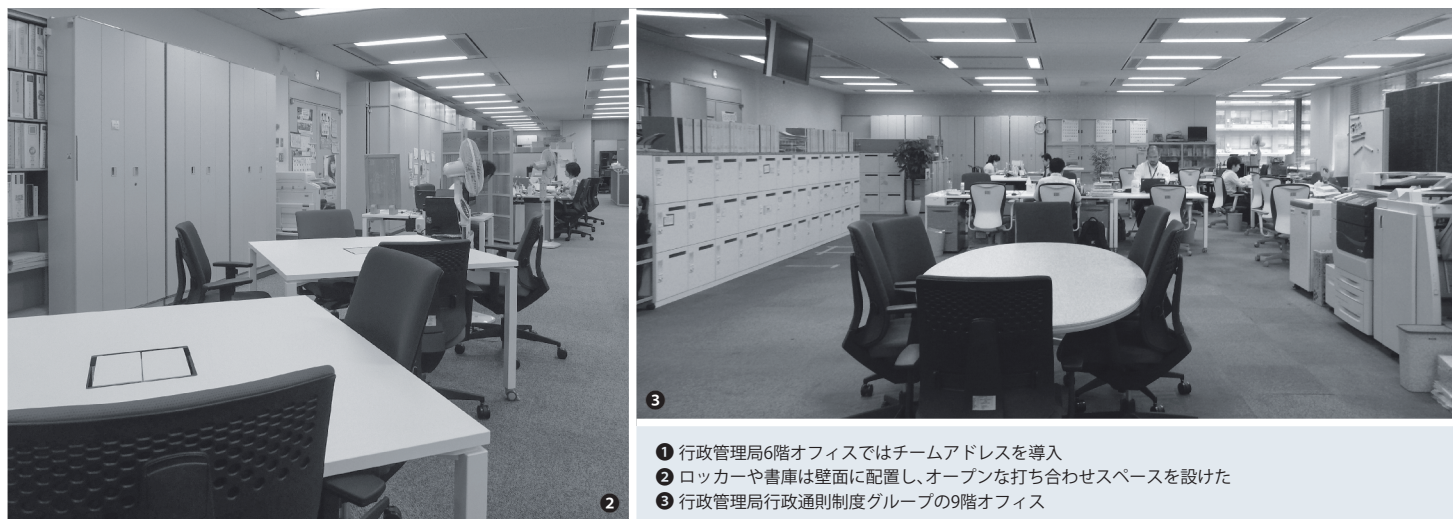 ❷
❸
❶ 行政管理局6階オフィスではチームアドレスを導入
❷ ロッカーや書庫は壁面に配置し、オープンな打ち合わせスペースを設けた
❸ 行政管理局行政通則制度グループの9階オフィス